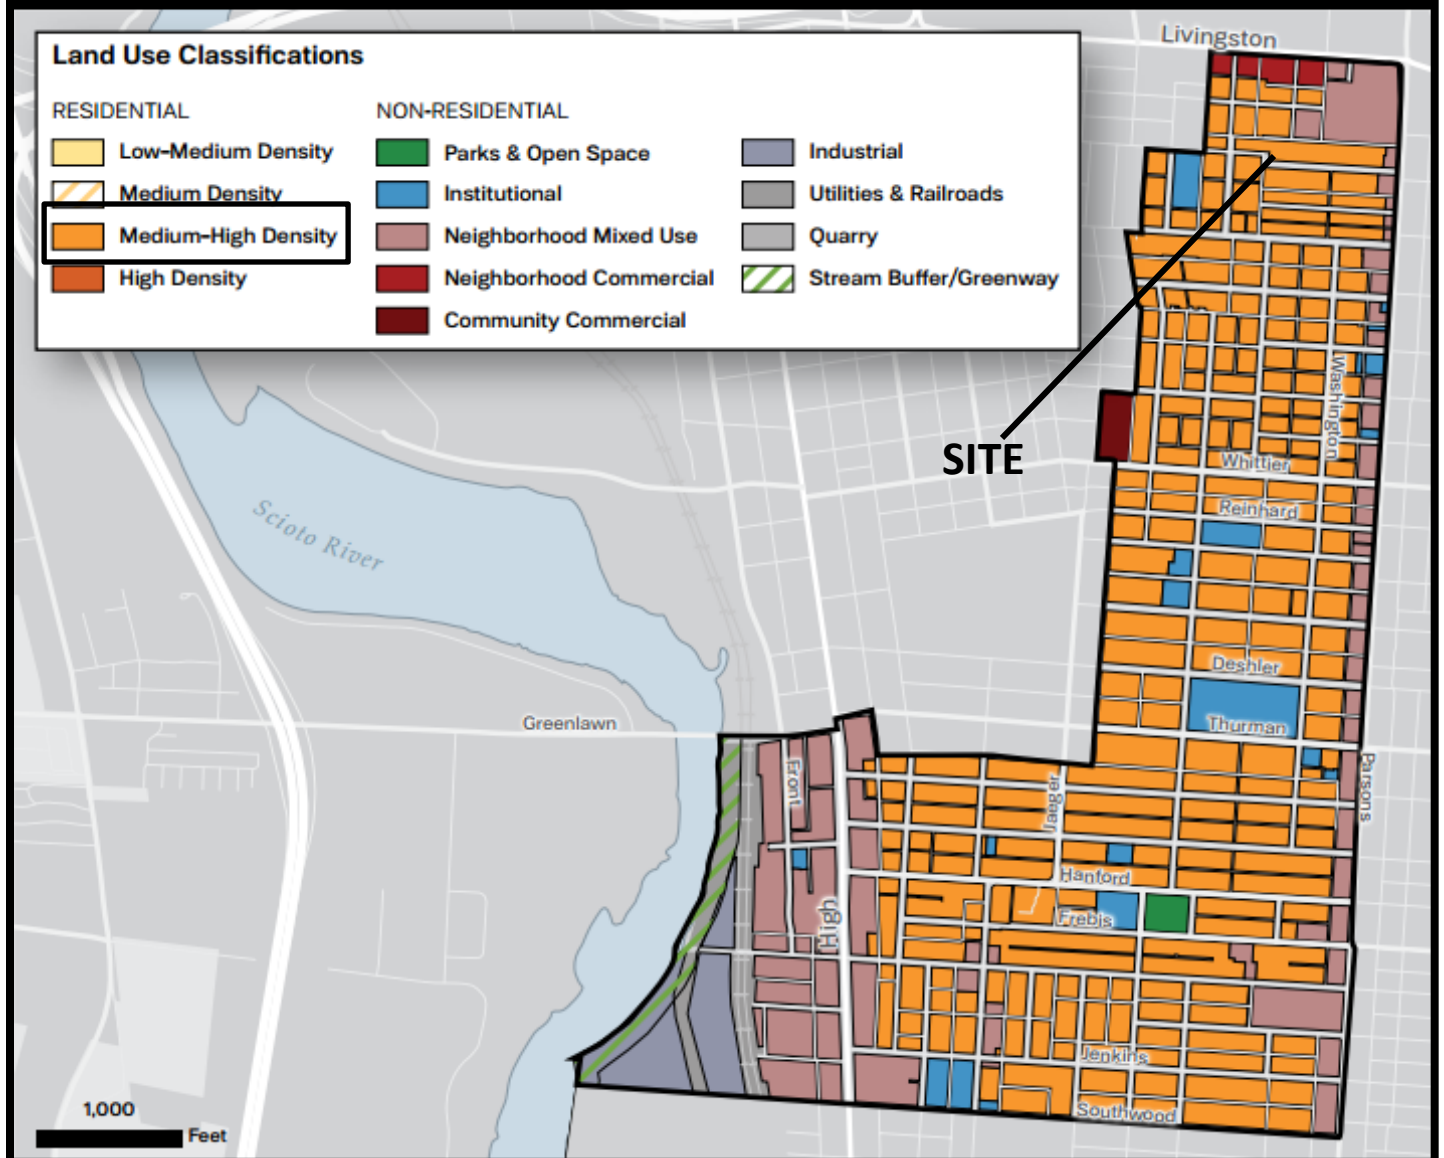 Livingston
Land Use Classifications
RESIDENTIAL
NON-RESIDENTIAL
Low-Medium Density
Parks & Open Space
Industrial
Medium Density
Institutional
Utilities & Railroads
Medium-High Density
Neighborhood Mixed Use
Quarry
High Density
Neighborhood Commercial
Stream Buffer/Greenway
Community Commercial
Washington
SITE
Whittier
Reinhard
Scioto River
Deshler
Greenlawn
Thurman
Front
Jaeger
Parsons
Hanford
High
Frebis
Jenkins
1,000
Feet
Southwood